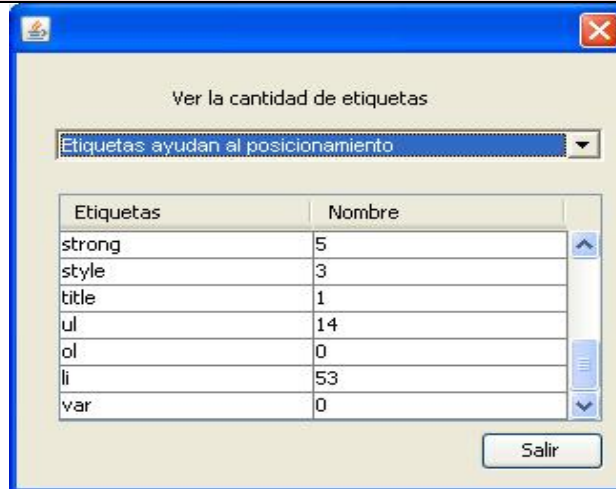 Ver la cantidad de etiquetas
Etiquetas ayudan al posicionamiento
Etiquetas Nombre
strong 5
style 3
title 1
ul 14
ol 0
li 53
var 0
Salir